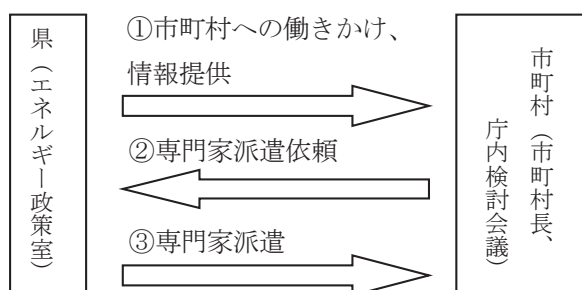 県（エネルギー政策室）
①市町村への働きかけ、
情報提供
②専門家派遣依頼
③専門家派遣
市町村（市町村長、
庁内検討会議）